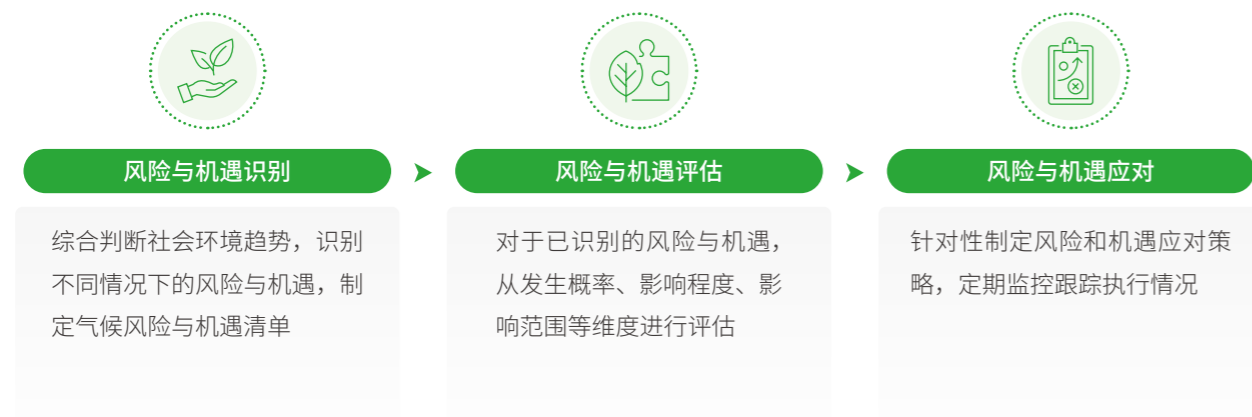 风险与机遇识别
综合判断社会环境趋势，识别
不同情况下的风险与机遇，制
定气候风险与机遇清单
风险与机遇评估
对于已识别的风险与机遇，
从发生概率、影响程度、影
响范围等维度进行评估
风险与机遇应对
针对性制定风险和机遇应对策
略，定期监控跟踪执行情况